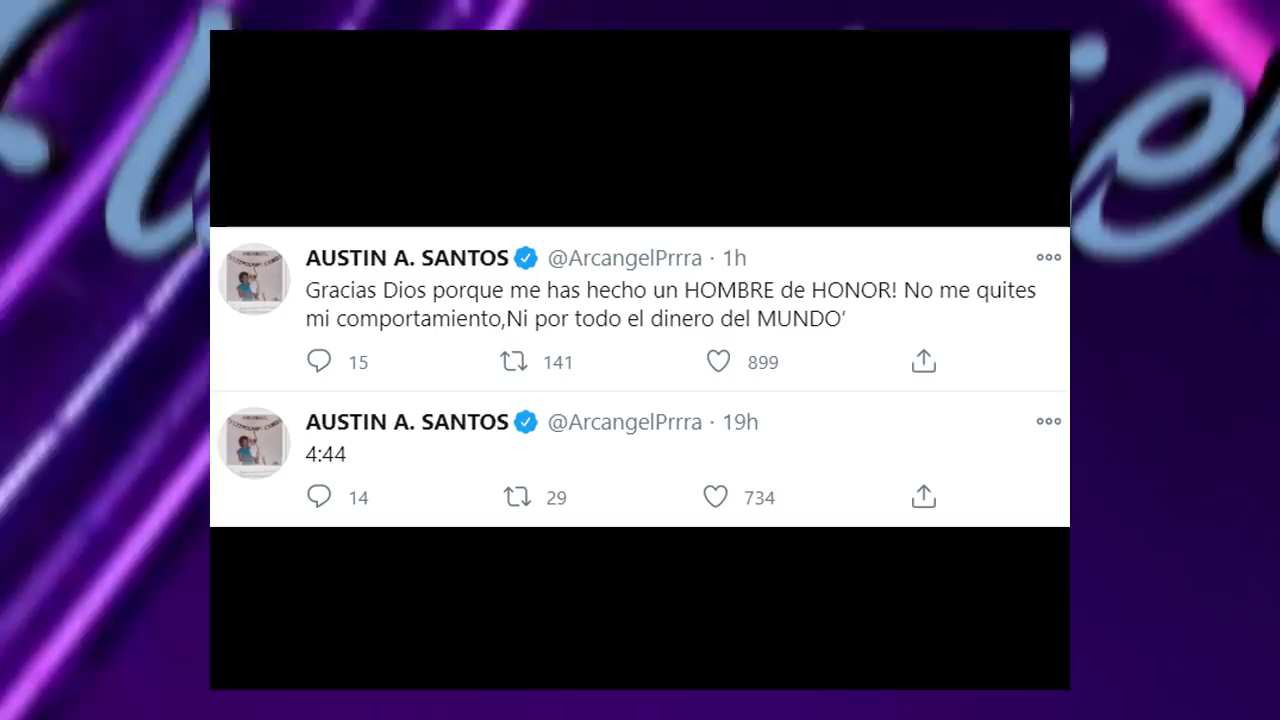 AUSTIN A. SANTOS @ArcangelPrrra · 1h
Gracias Dios porque me has hecho un HOMBRE de HONOR! No me quites
mi comportamiento,Ni por todo el dinero del MUNDO’
15 141 899
AUSTIN A. SANTOS @ArcangelPrrra · 19h
4:44
14 29 734